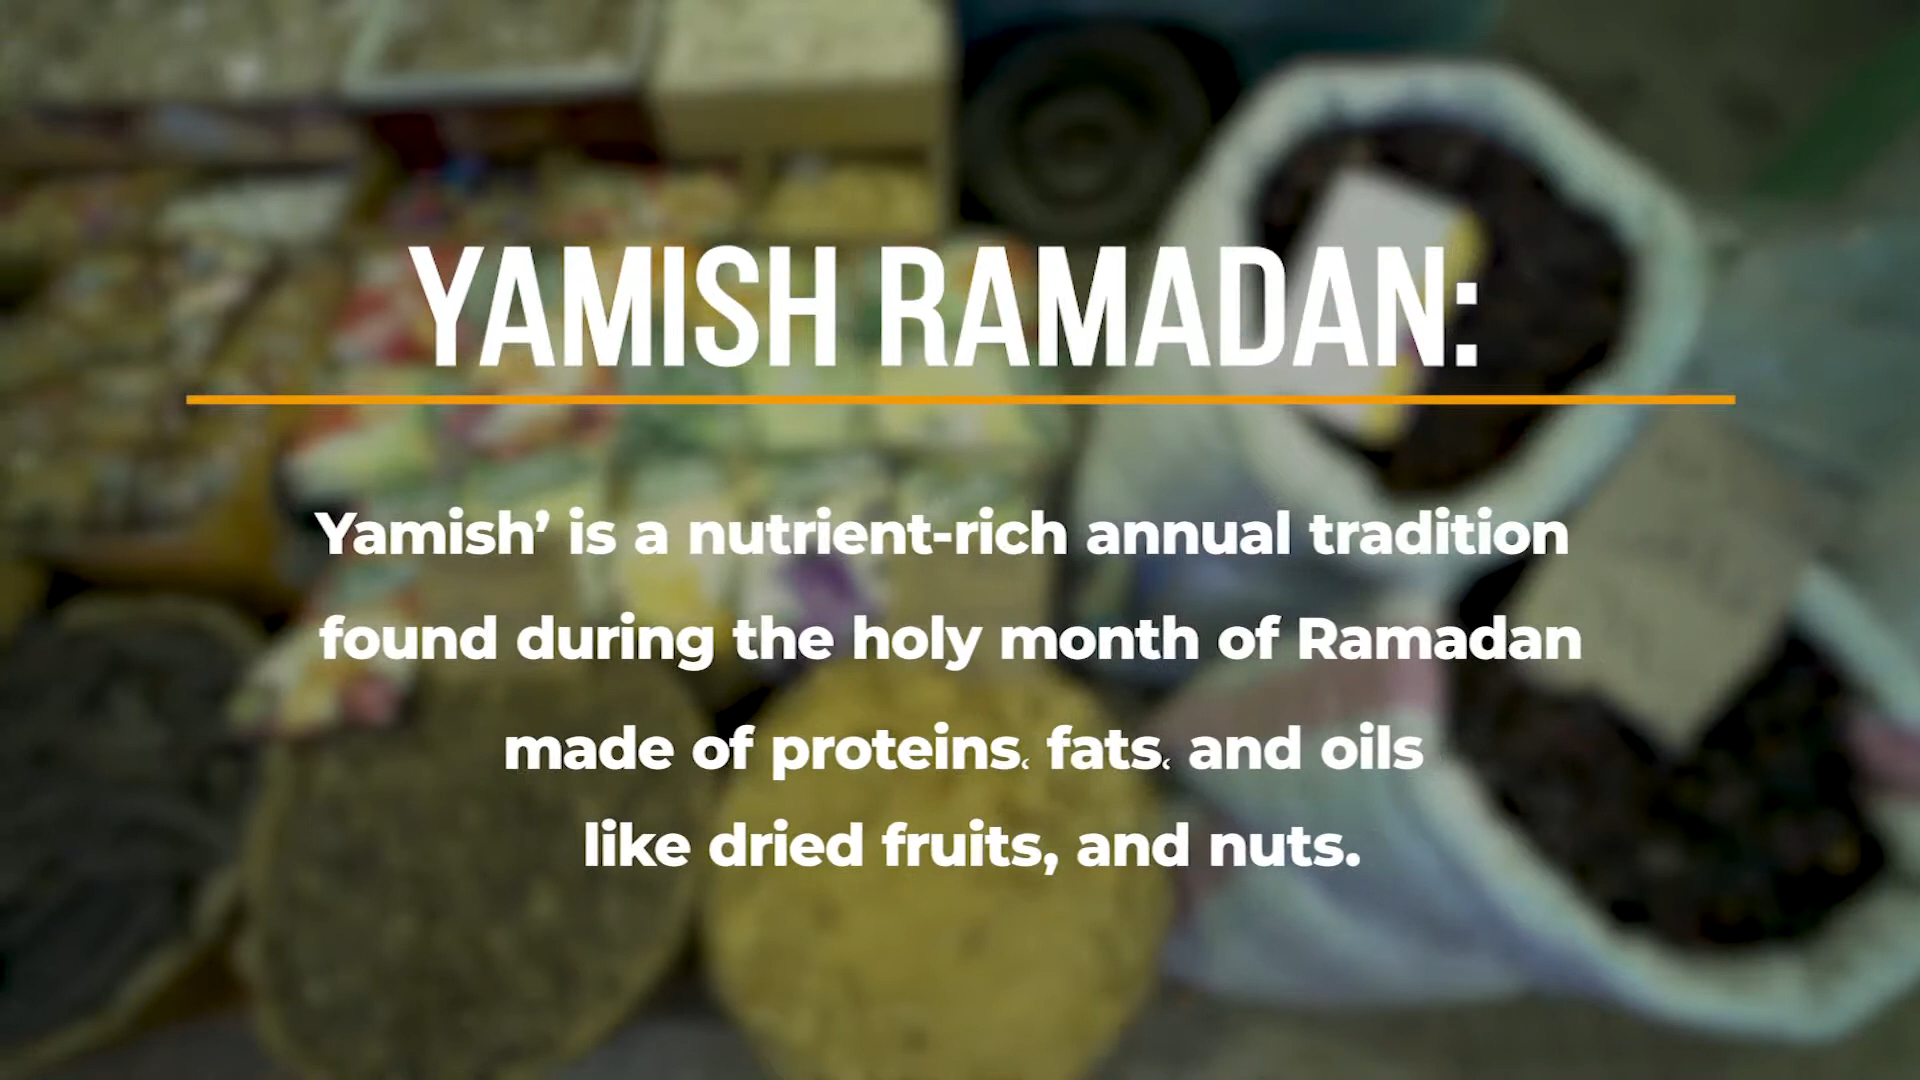 YAMISH RAMADAN:
Yamish’ is a nutrient-rich annual tradition
found during the holy month of Ramadan
made of proteins، fats، and oils
like dried fruits, and nuts.